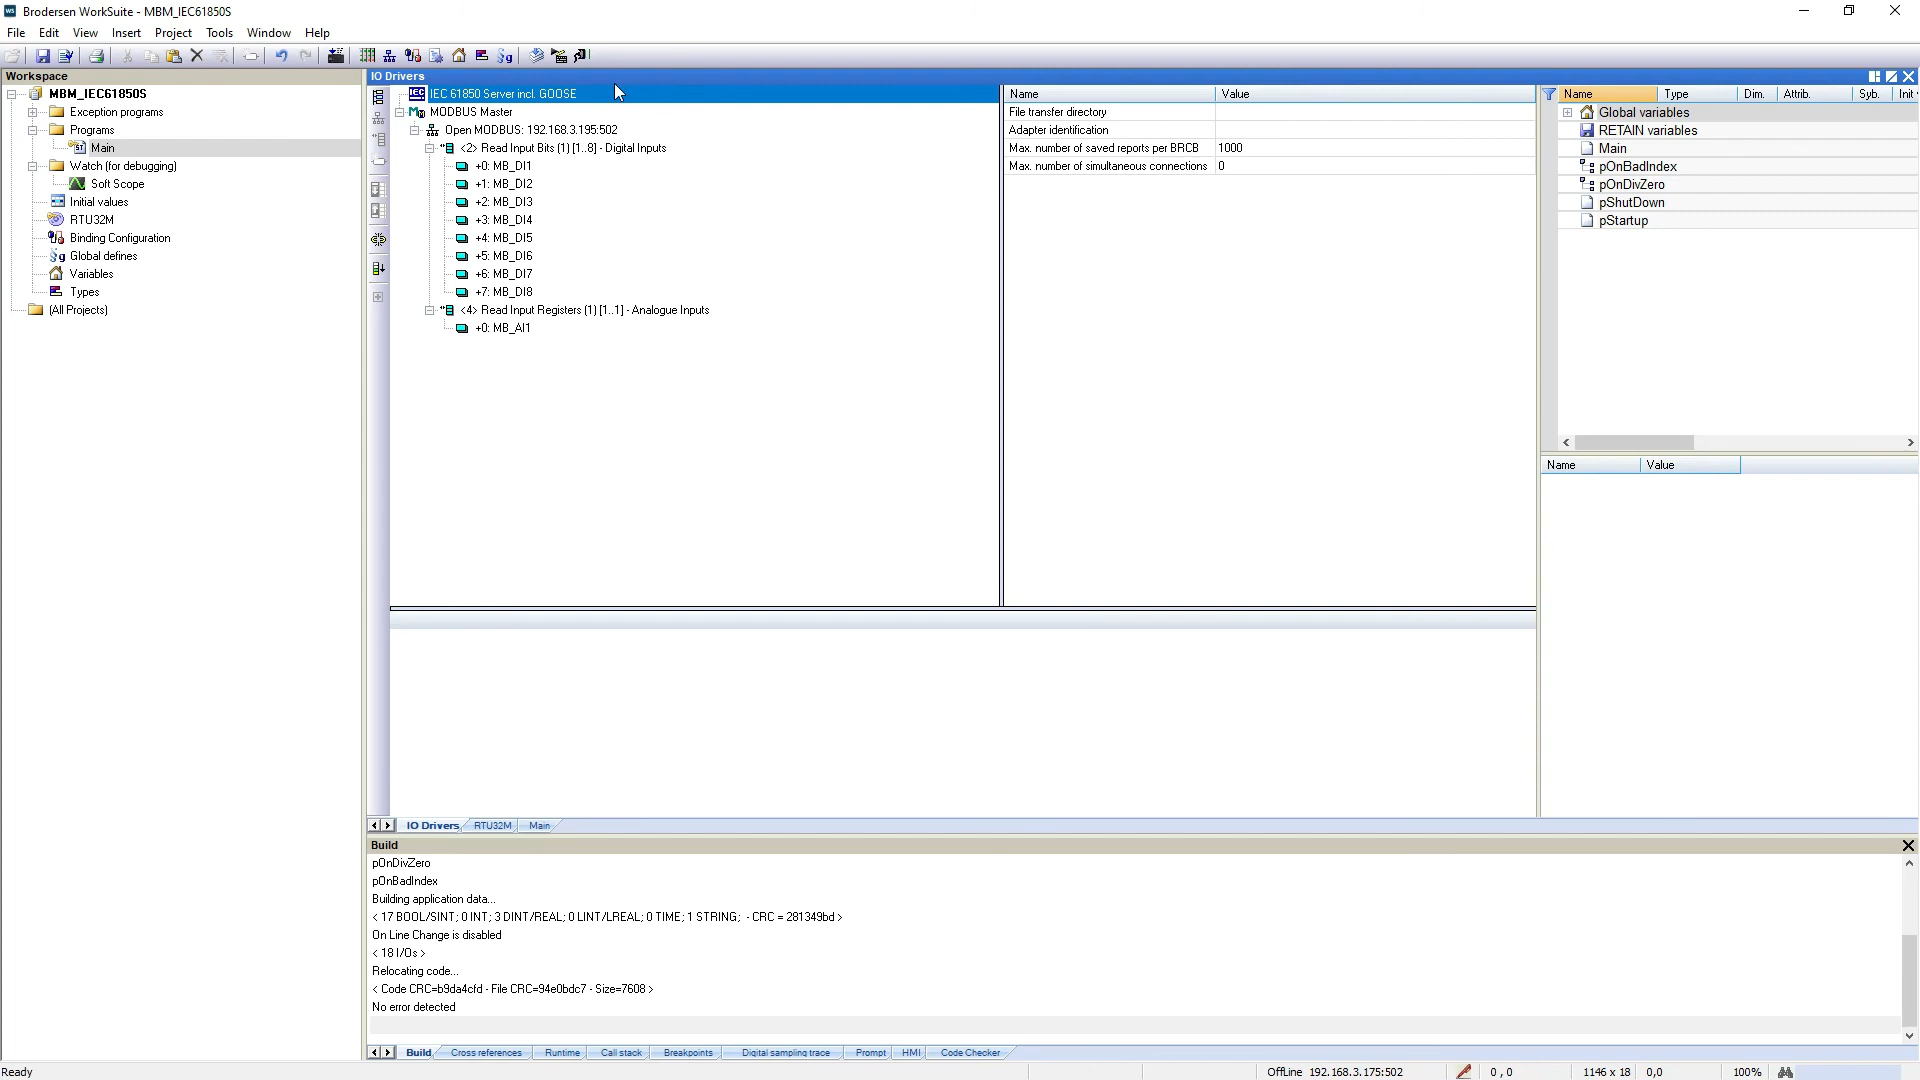 Brodersen WorkSuite - MBM_IEC61850S
File Edit View Insert Project Tools Window Help
Workspace
MBM_IEC61850S
Exception programs
Programs
Main
Watch (for debugging)
Soft Scope
Initial values
RTU32M
Binding Configuration
Global defines
Variables
Types
(All Projects)
IO Drivers
IEC 61850 Server incl. GOOSE
MODBUS Master
Open MODBUS: 192.168.3.195:502
<2> Read Input Bits (1) [1..8] - Digital Inputs
+0: MB_DI1
+1: MB_DI2
+2: MB_DI3
+3: MB_DI4
+4: MB_DI5
+5: MB_DI6
+6: MB_DI7
+7: MB_DI8
<4> Read Input Registers (1) [1..1] - Analogue Inputs
+0: MB_AI1
Name Value
File transfer directory
Adapter identification
Max. number of saved reports per BRCB 1000
Max. number of simultaneous connections 0
Name Type Dim. Attrib. Syb. Init
Global variables
RETAIN variables
Main
pOnBadIndex
pOnDivZero
pShutDown
pStartup
Name Value
IO Drivers RTU32M Main
Build
pOnDivZero
pOnBadIndex
Building application data...
< 17 BOOL/SINT; 0 INT; 3 DINT/REAL; 0 LINT/LREAL; 0 TIME; 1 STRING; - CRC = 281349bd >
On Line Change is disabled
< 18 I/Os >
Relocating code...
< Code CRC=b9da4cfd - File CRC=94e0bdc7 - Size=7608 >
No error detected
Build Cross references Runtime Call stack Breakpoints Digital sampling trace Prompt HMI Code Checker
Ready OffLine 192.168.3.175:502 0 , 0 1146 x 18 0,0 100%